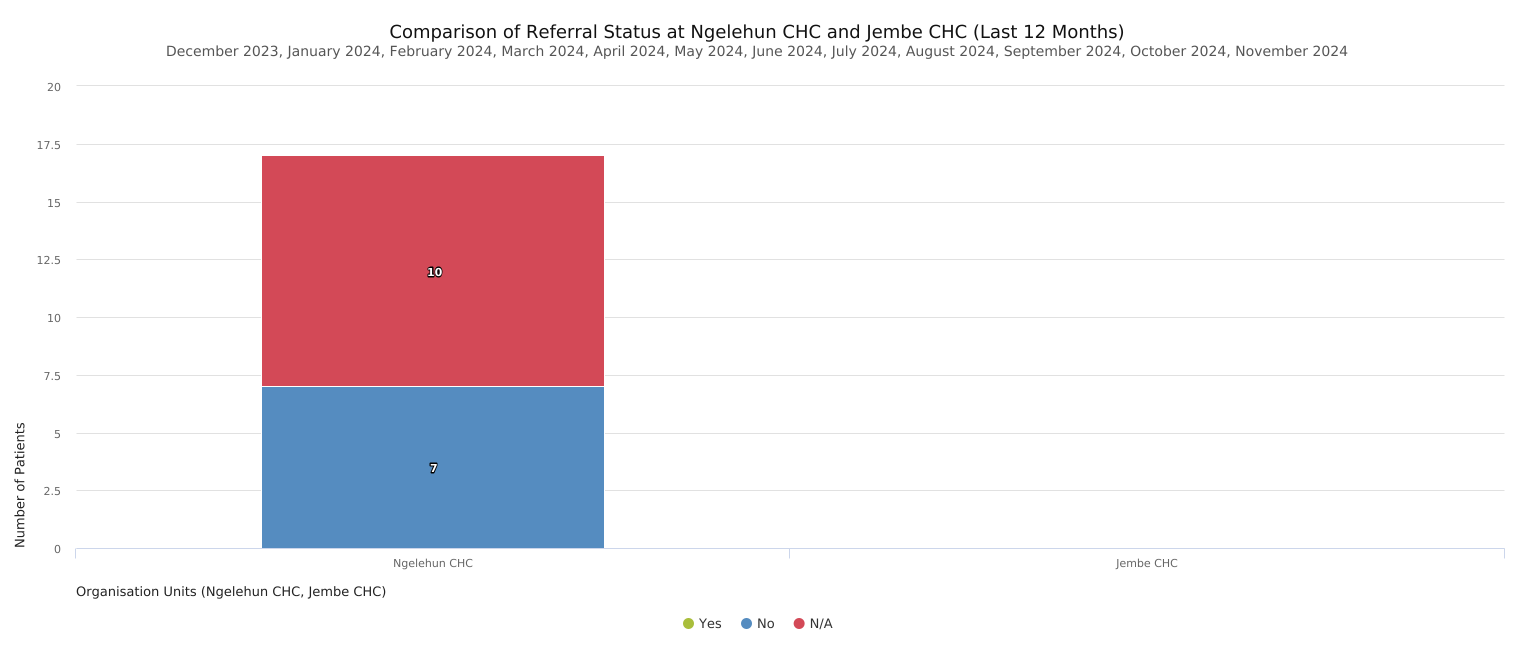 Comparison of Referral Status at Ngelehun CHC and Jembe CHC (Last 12 Months)
December 2023, January 2024, February 2024, March 2024, April 2024, May 2024, June 2024, July 2024, August 2024, September 2024, October 2024, November 2024
20
17.5
15
12.5
10
7.5
5
2.5
0
Number of Patients
10
7
Ngelehun CHC
Jembe CHC
Organisation Units (Ngelehun CHC, Jembe CHC)
Yes
No
N/A